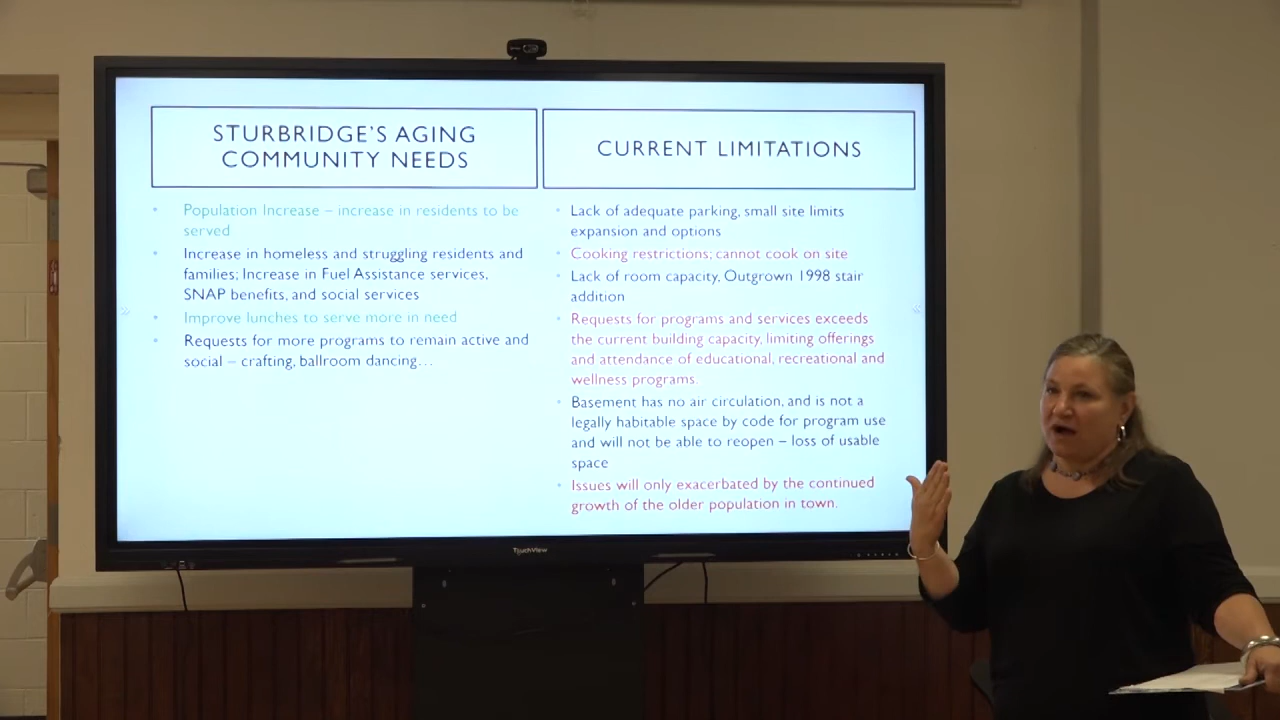 STURBRIDGE'S AGING
COMMUNITY NEEDS
• Population Increase – increase in residents to be
served
• Increase in homeless and struggling residents and
families; Increase in Fuel Assistance services,
SNAP benefits, and social services
• Improve lunches to serve more in need
• Requests for more programs to remain active and
social – crafting, ballroom dancing…
CURRENT LIMITATIONS
• Lack of adequate parking, small site limits
expansion and options
• Cooking restrictions; cannot cook on site
• Lack of room capacity, Outgrown 1998 stair
addition
• Requests for programs and services exceeds
the current building capacity, limiting offerings
and attendance of educational, recreational and
wellness programs.
• Basement has no air circulation, and is not a
legally habitable space by code for program use
and will not be able to reopen – loss of usable
space
• Issues will only exacerbated by the continued
growth of the older population in town.
TouchView